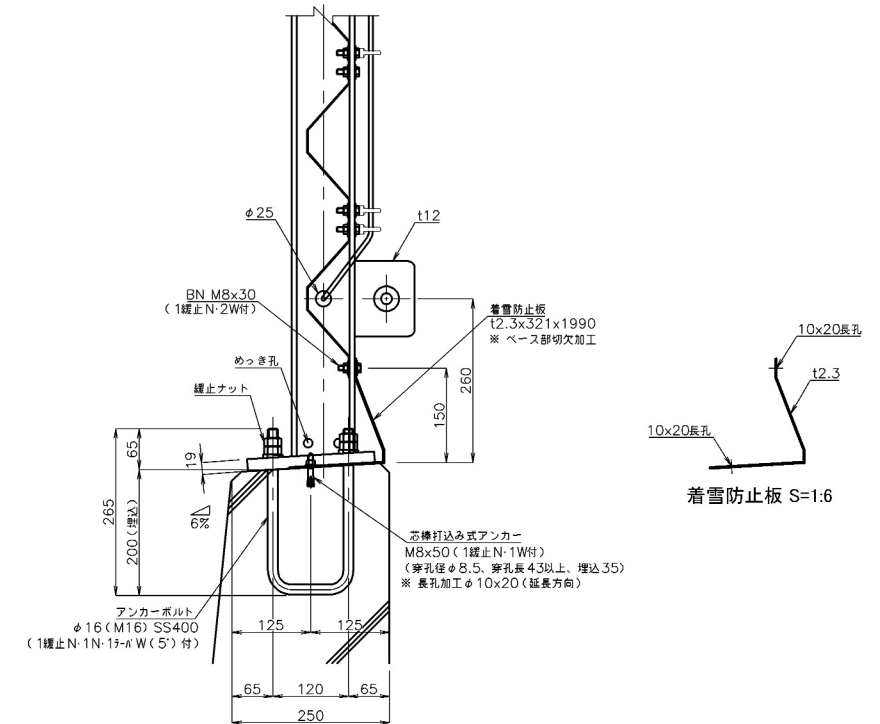 φ25
t12
BN M8x30
(1緩止N·2W付)
着雪防止板
t2.3x321x1990
※ ベース部切欠加工
260
150
めっき孔
緩止ナット
65
19
265
200(埋込)
6%
10x20長孔
t2.3
10x20長孔
着雪防止板 S=1:6
芯棒打込み式アンカー
M8x50(1緩止N·1W付)
(穿孔径φ8.5、穿孔長43以上、埋込35)
※ 長孔加工φ10x20(延長方向)
アンカーボルト
φ16(M16) SS400
(1緩止N·1N·1テーパW(5°)付)
125
125
65
120
65
250